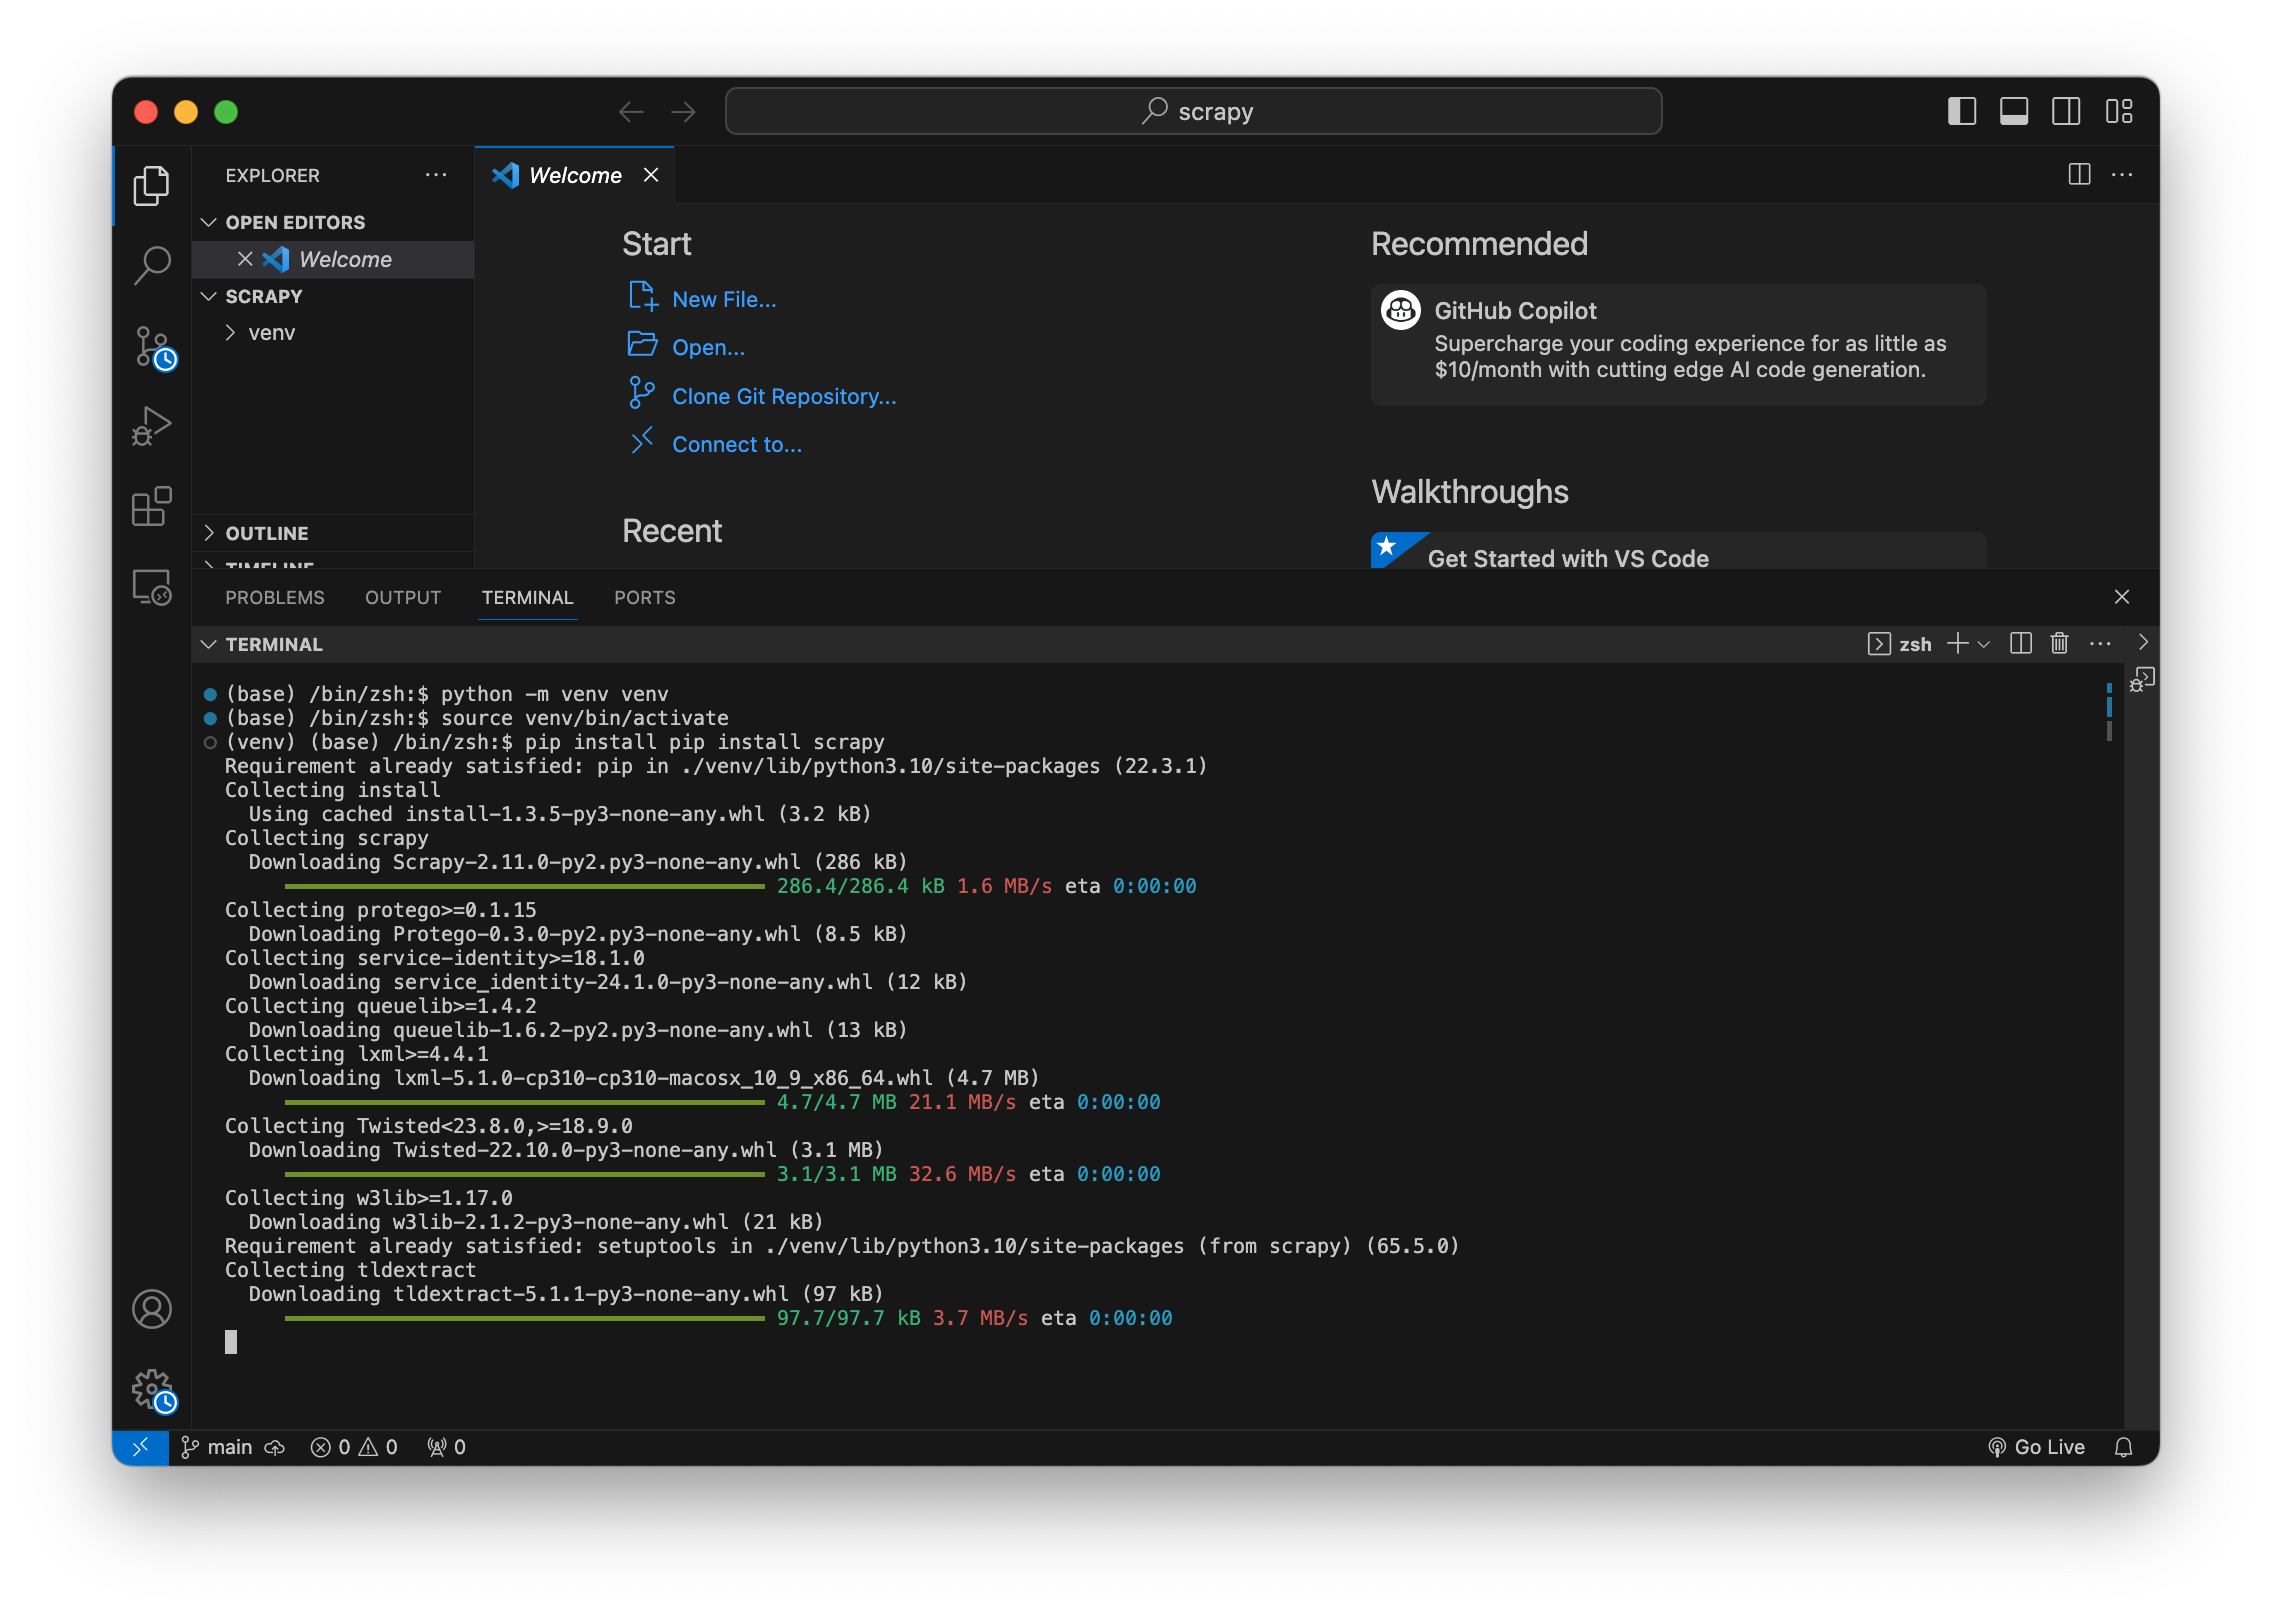 scrapy
EXPLORER
OPEN EDITORS
Welcome
SCRAPY
venv
OUTLINE
TIMELINE
Welcome
Start
New File...
Open...
Clone Git Repository...
Connect to...
Recent
Recommended
GitHub Copilot
Supercharge your coding experience for as little as
$10/month with cutting edge AI code generation.
Walkthroughs
Get Started with VS Code
PROBLEMS OUTPUT TERMINAL PORTS
TERMINAL
zsh
(base) /bin/zsh:$ python -m venv venv
(base) /bin/zsh:$ source venv/bin/activate
(venv) (base) /bin/zsh:$ pip install pip install scrapy
Requirement already satisfied: pip in ./venv/lib/python3.10/site-packages (22.3.1)
Collecting install
Using cached install-1.3.5-py3-none-any.whl (3.2 kB)
Collecting scrapy
Downloading Scrapy-2.11.0-py2.py3-none-any.whl (286 kB)
286.4/286.4 kB 1.6 MB/s eta 0:00:00
Collecting protego>=0.1.15
Downloading Protego-0.3.0-py2.py3-none-any.whl (8.5 kB)
Collecting service-identity>=18.1.0
Downloading service_identity-24.1.0-py3-none-any.whl (12 kB)
Collecting queuelib>=1.4.2
Downloading queuelib-1.6.2-py2.py3-none-any.whl (13 kB)
Collecting lxml>=4.4.1
Downloading lxml-5.1.0-cp310-cp310-macosx_10_9_x86_64.whl (4.7 MB)
4.7/4.7 MB 21.1 MB/s eta 0:00:00
Collecting Twisted<23.8.0,>=18.9.0
Downloading Twisted-22.10.0-py3-none-any.whl (3.1 MB)
3.1/3.1 MB 32.6 MB/s eta 0:00:00
Collecting w3lib>=1.17.0
Downloading w3lib-2.1.2-py3-none-any.whl (21 kB)
Requirement already satisfied: setuptools in ./venv/lib/python3.10/site-packages (from scrapy) (65.5.0)
Collecting tldextract
Downloading tldextract-5.1.1-py3-none-any.whl (97 kB)
97.7/97.7 kB 3.7 MB/s eta 0:00:00
main 0 0 0 Go Live